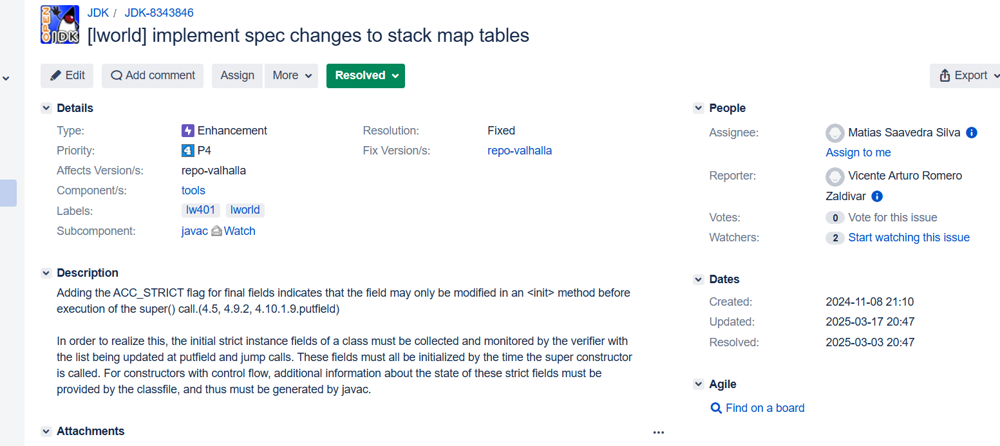 OPEN
JDK
JDK / JDK-8343846
[lworld] implement spec changes to stack map tables
Edit Add comment Assign More Resolved Export
Details
Type: Enhancement Resolution: Fixed
Priority: 4 P4 Fix Version/s: repo-valhalla
Affects Version/s: repo-valhalla
Component/s: tools
Labels: lw401 lworld
Subcomponent: javac Watch
Description
Adding the ACC_STRICT flag for final fields indicates that the field may only be modified in an <init> method before
execution of the super() call.(4.5, 4.9.2, 4.10.1.9.putfield)
In order to realize this, the initial strict instance fields of a class must be collected and monitored by the verifier with
the list being updated at putfield and jump calls. These fields must all be initialized by the time the super constructor
is called. For constructors with control flow, additional information about the state of these strict fields must be
provided by the classfile, and thus must be generated by javac.
Attachments
People
Assignee: Matias Saavedra Silva
Assign to me
Reporter: Vicente Arturo Romero
Zaldivar
Votes: 0 Vote for this issue
Watchers: 2 Start watching this issue
Dates
Created: 2024-11-08 21:10
Updated: 2025-03-17 20:47
Resolved: 2025-03-03 20:47
Agile
Find on a board